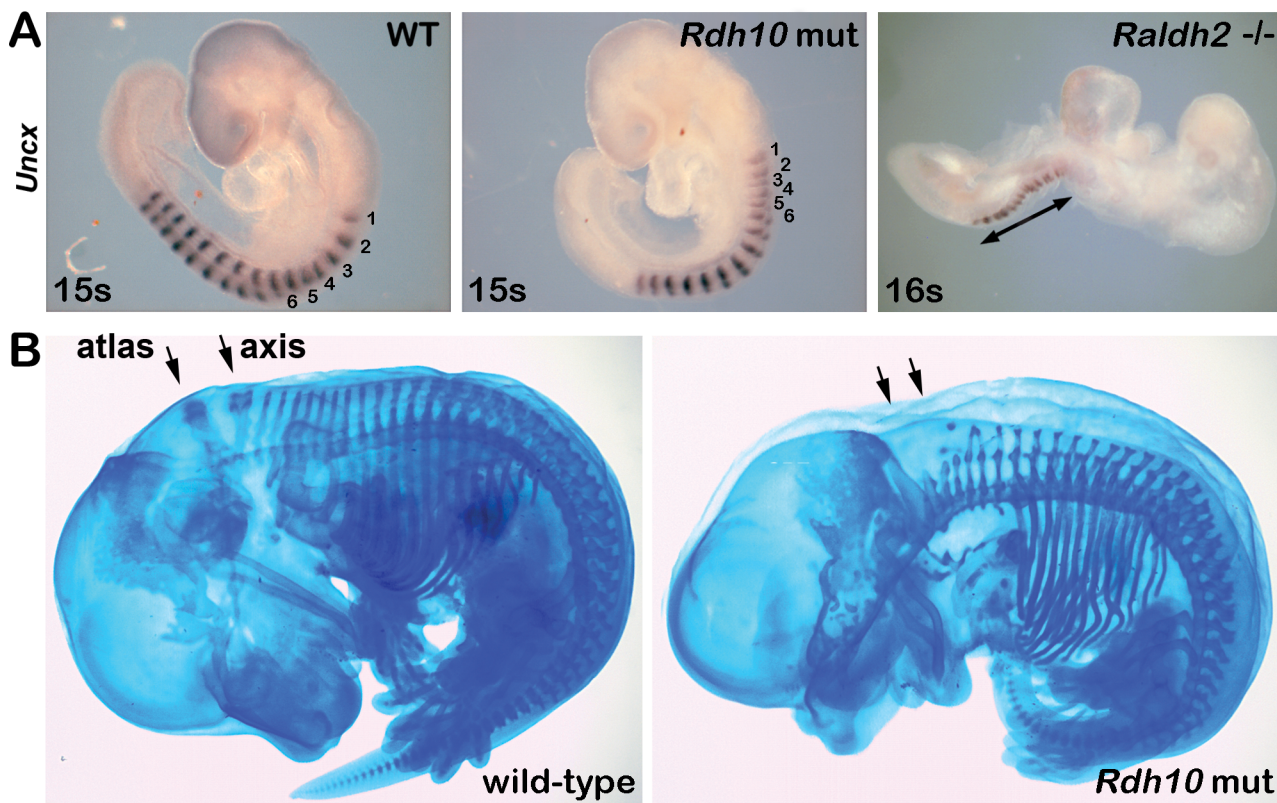 A
WT
Rdh10 mut
Raldh2 -/-
Uncx
1
2
3
4
5
6
15s
1
2
3
4
5
6
15s
16s
B
atlas
axis
wild-type
Rdh10 mut